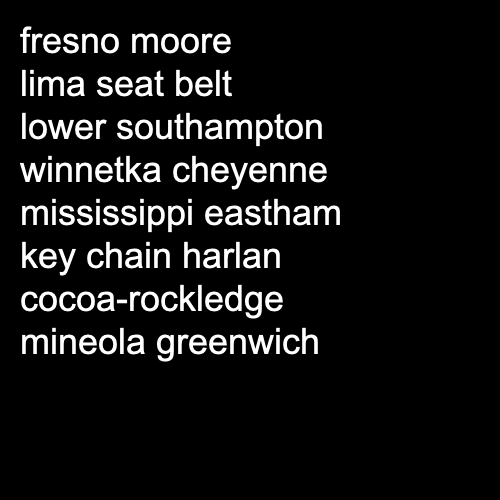 fresno moore
lima seat belt
lower southampton
winnetka cheyenne
mississippi eastham
key chain harlan
cocoa-rockledge
mineola greenwich